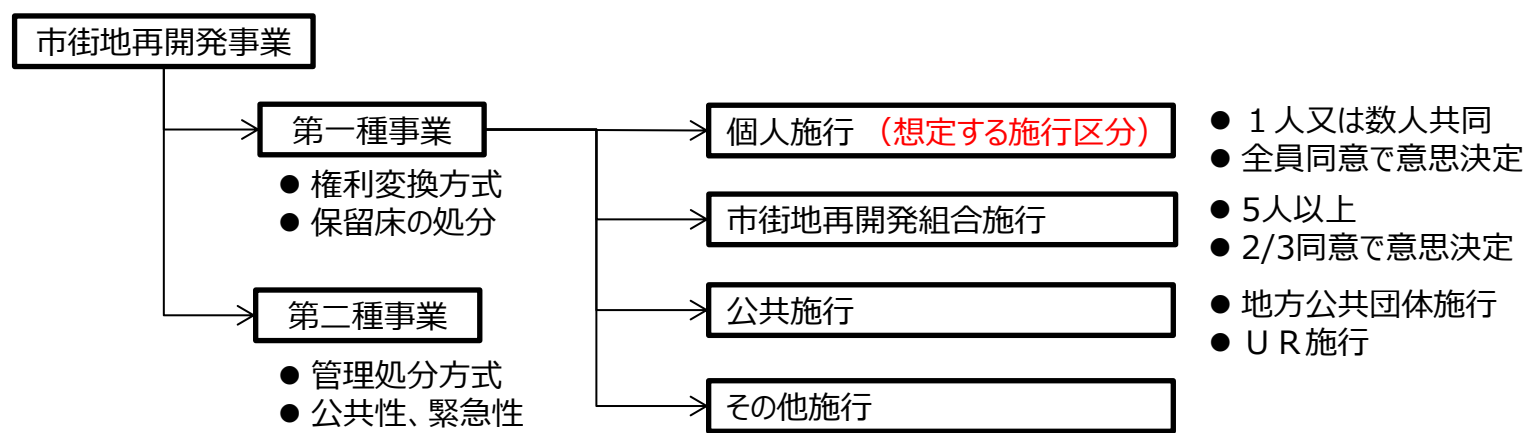 市街地再開発事業
第一種事業
● 権利変換方式
● 保留床の処分
第二種事業
● 管理処分方式
● 公共性、緊急性
個人施行（想定する施行区分）
● １人又は数人共同
● 全員同意で意思決定
市街地再開発組合施行
● 5人以上
● 2/3同意で意思決定
公共施行
● 地方公共団体施行
● ＵＲ施行
その他施行